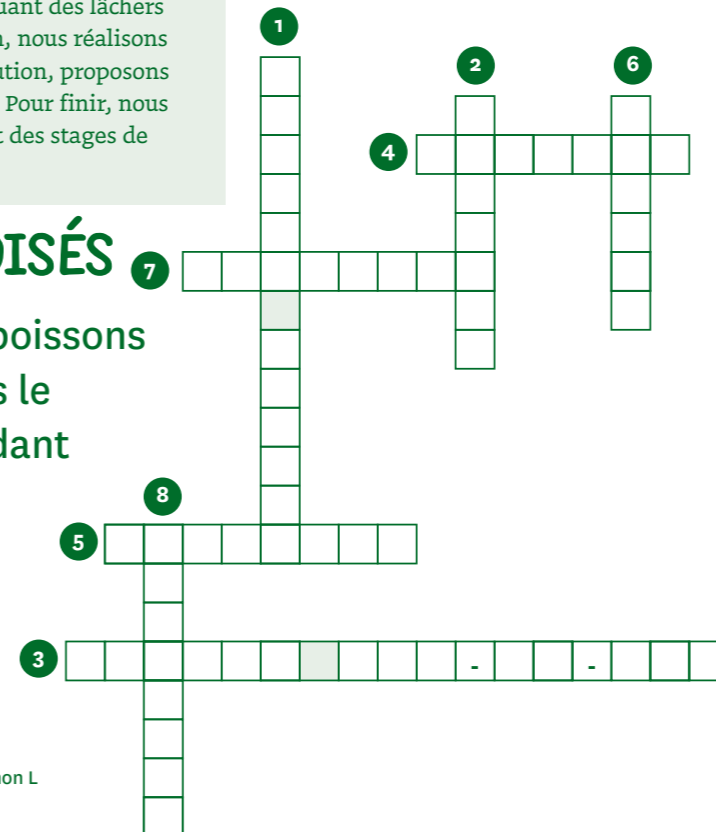 uant des lâchers
n, nous réalisons
ution, proposons
Pour finir, nous
t des stages de
OISÉS
poissons
s le
dant
1
2
6
4
7
8
5
3
- -
on L